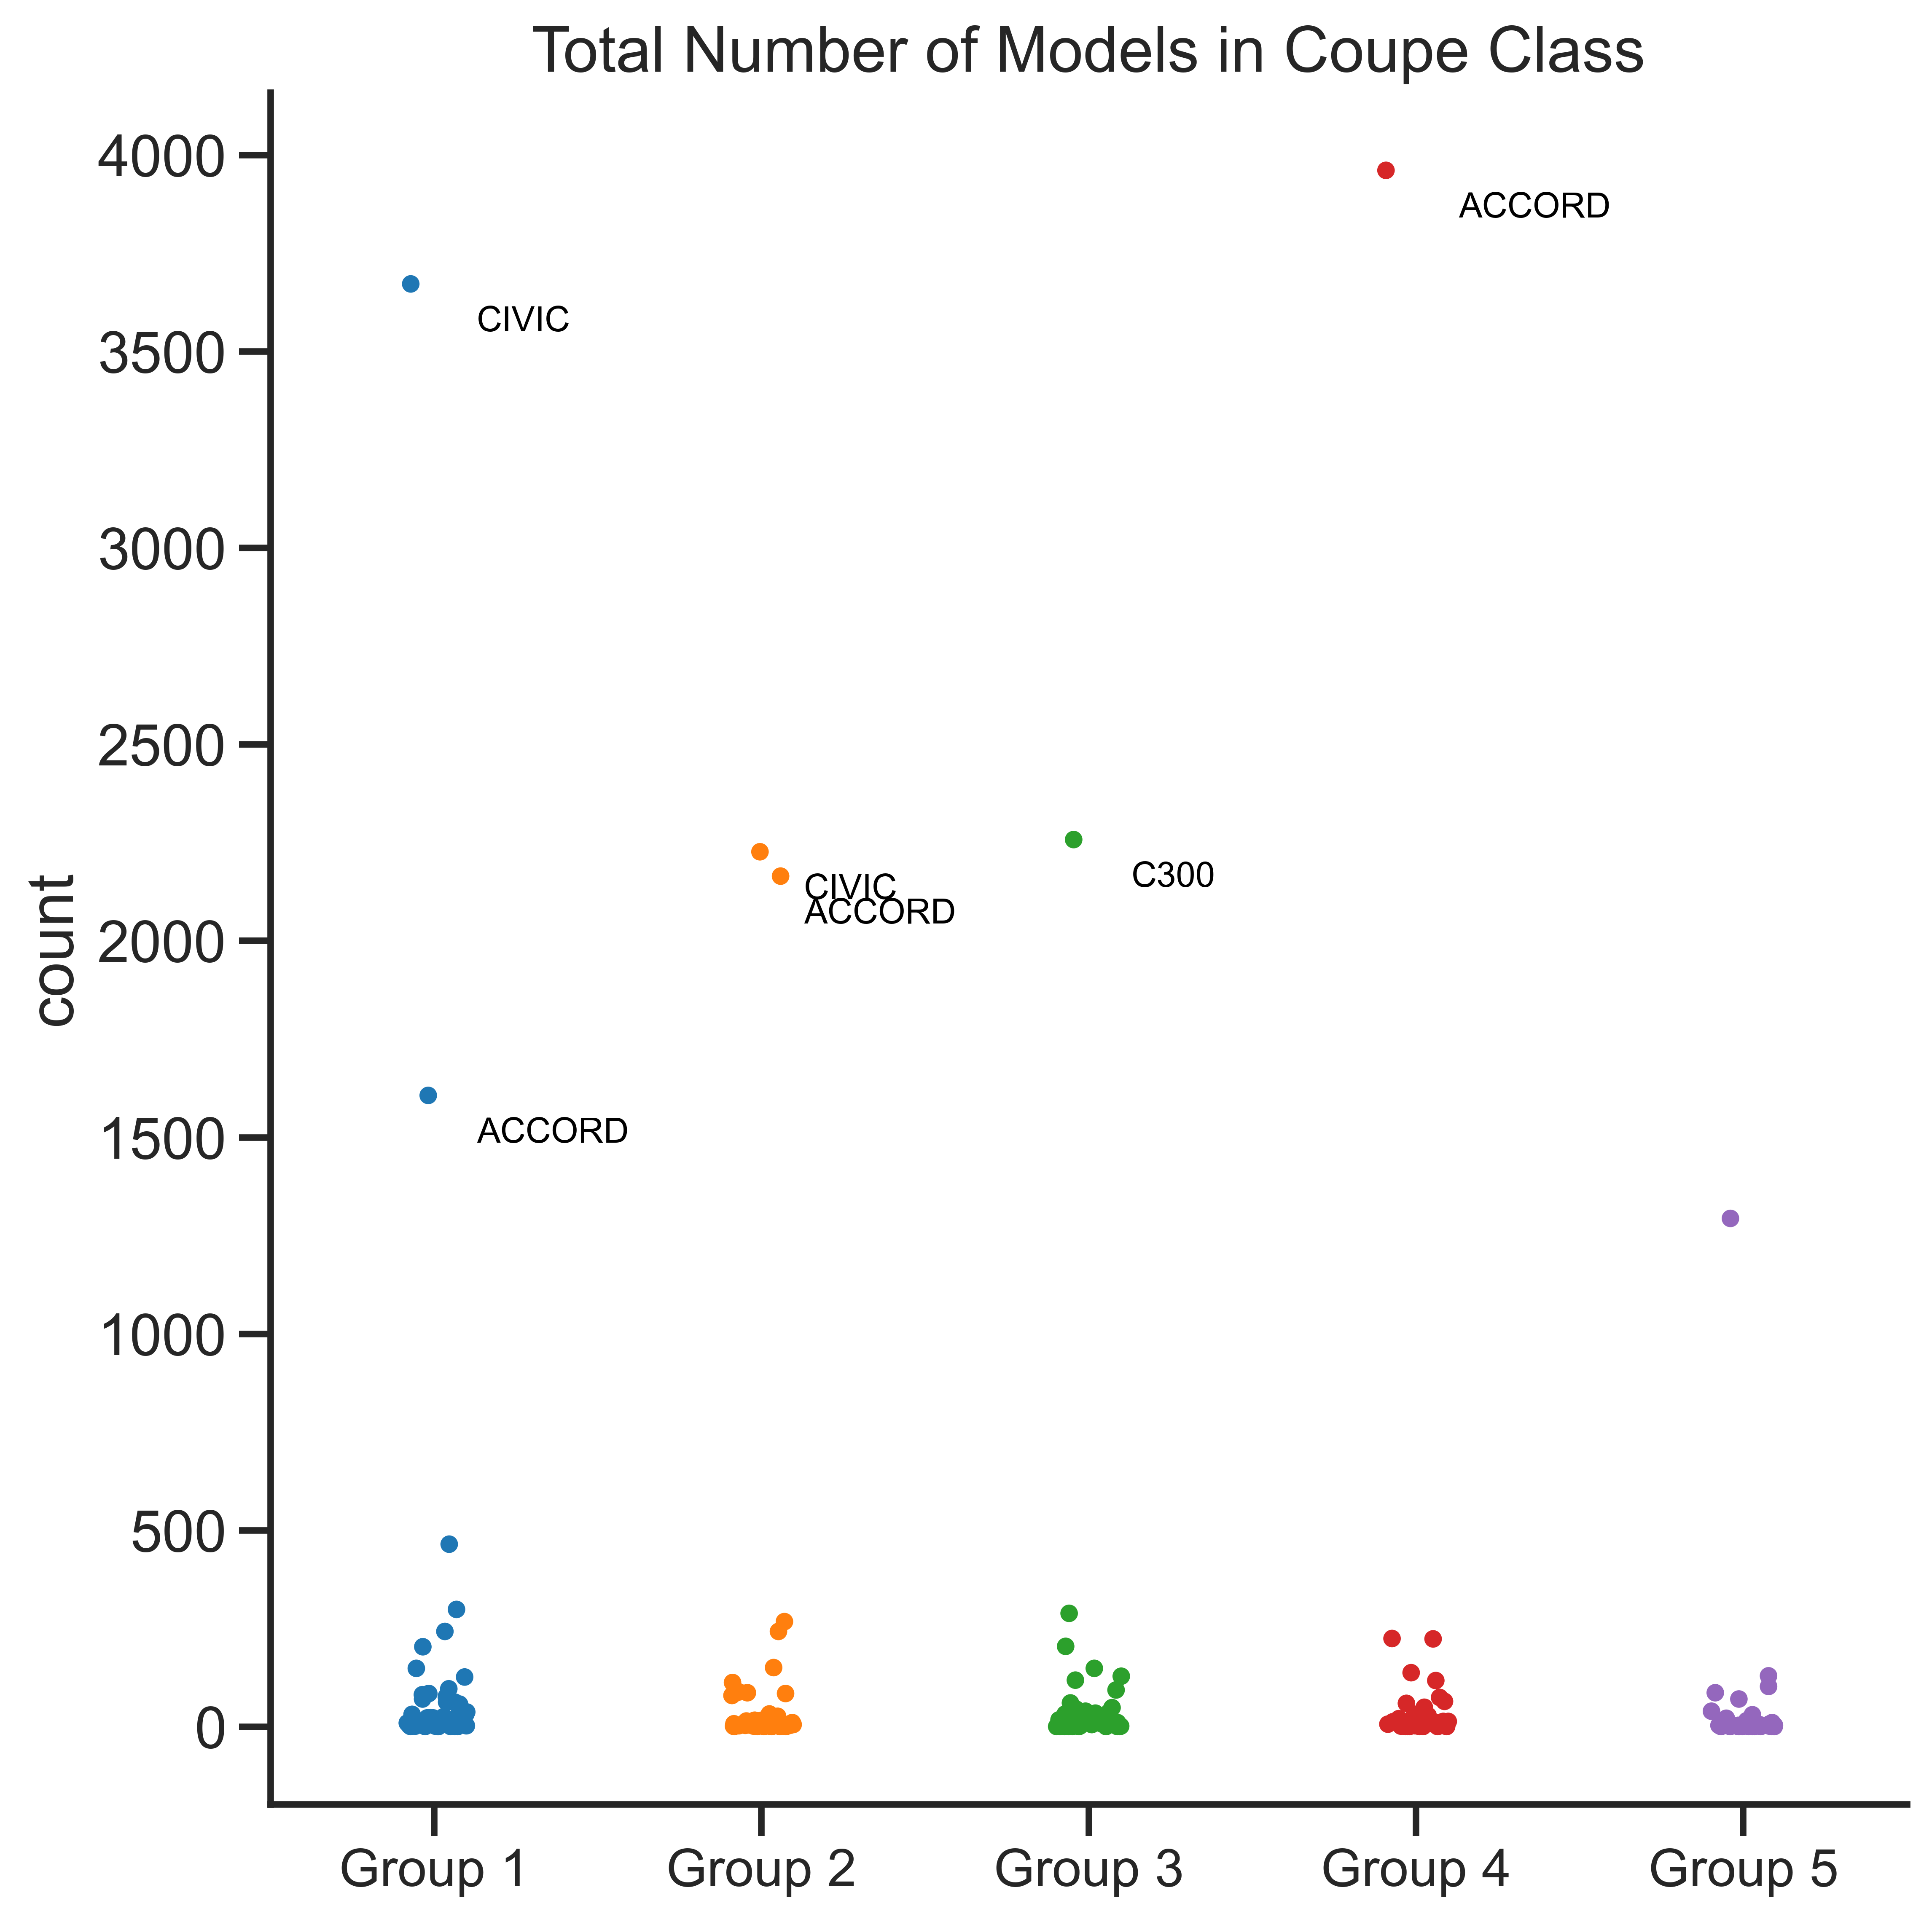 Total Number of Models in Coupe Class
4000
ACCORD
CIVIC
3500
3000
2500
C300
CIVIC
ACCORD
count
2000
1500
ACCORD
1000
500
0
Group 1
Group 2
Group 3
Group 4
Group 5